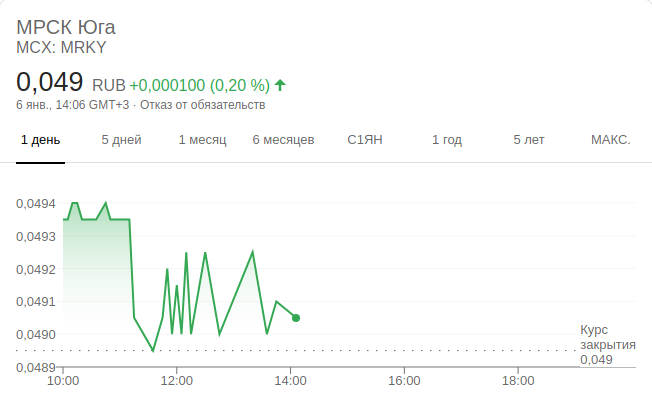 МРСК Юга
MCX: MRKY
0,049 RUB +0,000100 (0,20 %)
6 янв., 14:06 GMT+3 · Отказ от обязательств
1 день 5 дней 1 месяц 6 месяцев С1ЯН 1 год 5 лет МАКС.
0,0494
0,0493
0,0492
0,0491
0,0490
0,0489
Курс
закрытия
0,049
10:00 12:00 14:00 16:00 18:00